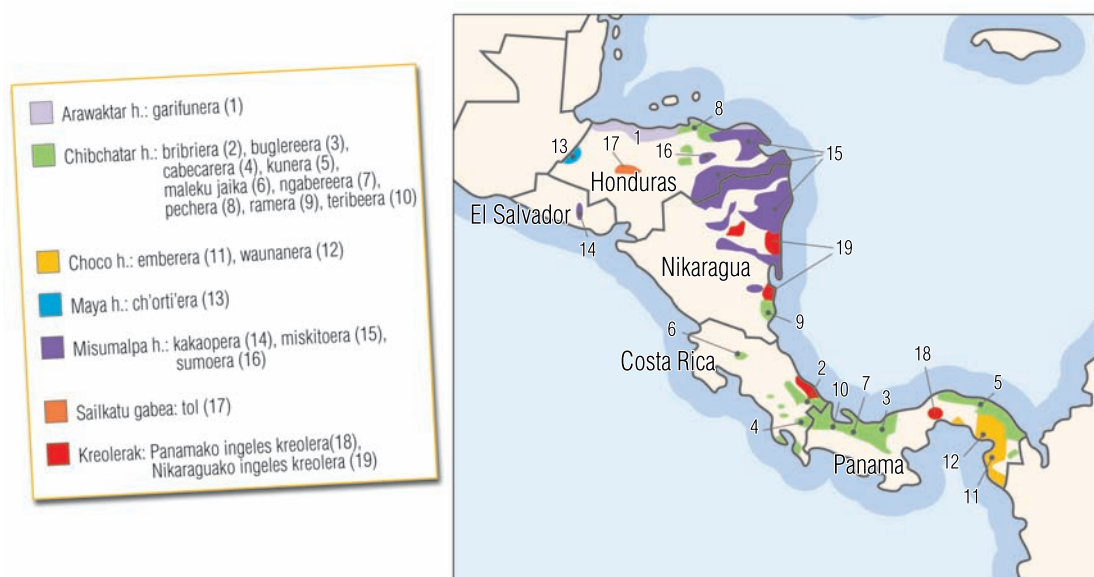 Arawaktar h.: garifunera (1)
Chibchatar h.: bribriera (2), buglereera (3),
cabecarera (4), kunera (5),
maleku jaika (6), ngabereera (7),
pechera (8), ramera (9), teribeera (10)
Choco h.: emberera (11), waunanera (12)
Maya h.: ch'orti'era (13)
Misumalpa h.: kakaopera (14), miskitoera (15),
sumoera (16)
Sailkatu gabea: tol (17)
Kreolerak: Panamako ingeles kreolera(18),
Nikaraguako ingeles kreolera (19)
8
1
17
16
13
15
Honduras
El Salvador
14
19
Nikaragua
9
6
Costa Rica
2
10
7
3
18
5
4
Panama
12
11